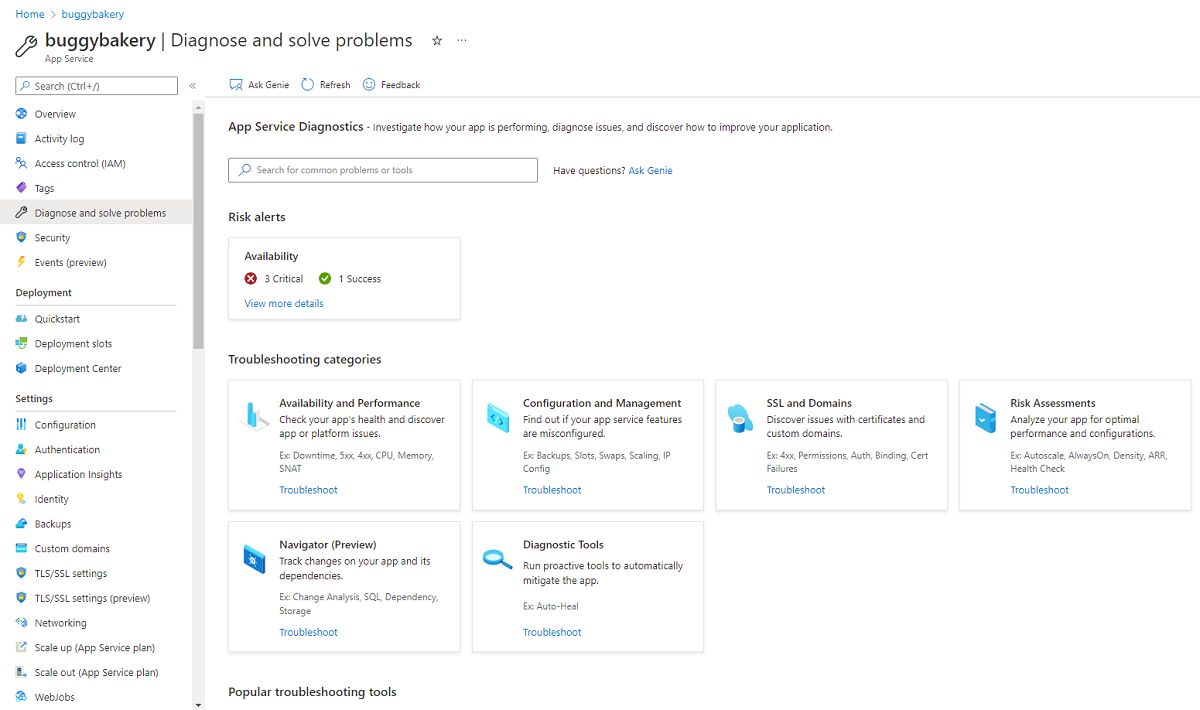 Home > buggybakery
buggybakery | Diagnose and solve problems
App Service
Search (Ctrl+/)
«
Overview
Activity log
Access control (IAM)
Tags
Diagnose and solve problems
Security
Events (preview)
Deployment
Quickstart
Deployment slots
Deployment Center
Settings
Configuration
Authentication
Application Insights
Identity
Backups
Custom domains
TLS/SSL settings
TLS/SSL settings (preview)
Networking
Scale up (App Service plan)
Scale out (App Service plan)
WebJobs
Ask Genie Refresh Feedback
App Service Diagnostics - Investigate how your app is performing, diagnose issues, and discover how to improve your application.
Search for common problems or tools
Have questions? Ask Genie
Risk alerts
Availability
3 Critical 1 Success
View more details
Troubleshooting categories
Availability and Performance
Check your app's health and discover
app or platform issues.
Ex: Downtime, 5xx, 4xx, CPU, Memory,
SNAT
Troubleshoot
Configuration and Management
Find out if your app service features
are misconfigured.
Ex: Backups, Slots, Swaps, Scaling, IP
Config
Troubleshoot
SSL and Domains
Discover issues with certificates and
custom domains.
Ex: 4xx, Permissions, Auth, Binding, Cert
Failures
Troubleshoot
Risk Assessments
Analyze your app for optimal
performance and configurations.
Ex: Autoscale, AlwaysOn, Density, ARR,
Health Check
Troubleshoot
Navigator (Preview)
Track changes on your app and its
dependencies.
Ex: Change Analysis, SQL, Dependency,
Storage
Troubleshoot
Diagnostic Tools
Run proactive tools to automatically
mitigate the app.
Ex: Auto-Heal
Troubleshoot
Popular troubleshooting tools